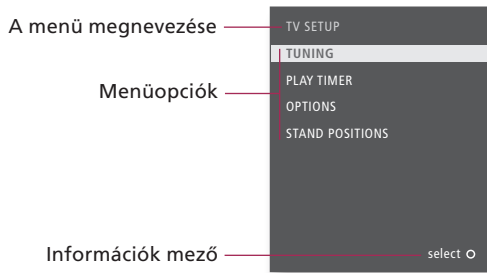 A menü megnevezése
TV SETUP
TUNING
Menüopciók
PLAY TIMER
OPTIONS
STAND POSITIONS
Információk mező
select